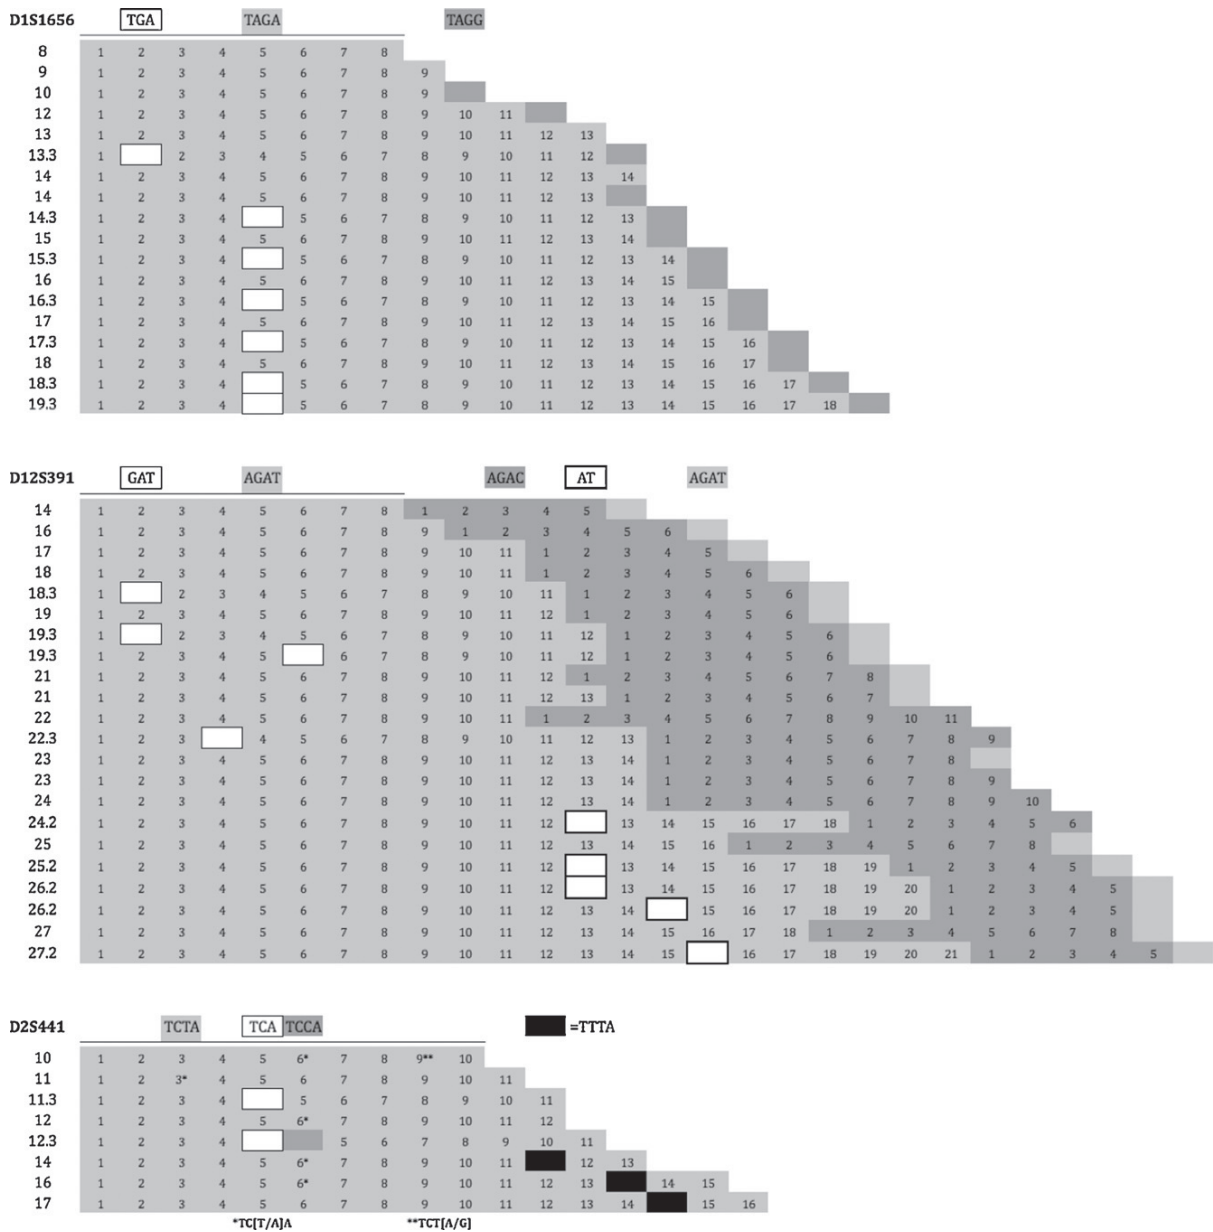 D1S1656 TGA TAGA TAGG
8 1 2 3 4 5 6 7 8
9 1 2 3 4 5 6 7 8 9
10 1 2 3 4 5 6 7 8 9
12 1 2 3 4 5 6 7 8 9 10 11
13 1 2 3 4 5 6 7 8 9 10 11 12 13
13.3 1 2 3 4 5 6 7 8 9 10 11 12
14 1 2 3 4 5 6 7 8 9 10 11 12 13 14
14 1 2 3 4 5 6 7 8 9 10 11 12 13
14.3 1 2 3 4 5 6 7 8 9 10 11 12 13
15 1 2 3 4 5 6 7 8 9 10 11 12 13 14
15.3 1 2 3 4 5 6 7 8 9 10 11 12 13 14
16 1 2 3 4 5 6 7 8 9 10 11 12 13 14 15
16.3 1 2 3 4 5 6 7 8 9 10 11 12 13 14 15
17 1 2 3 4 5 6 7 8 9 10 11 12 13 14 15 16
17.3 1 2 3 4 5 6 7 8 9 10 11 12 13 14 15 16
18 1 2 3 4 5 6 7 8 9 10 11 12 13 14 15 16 17
18.3 1 2 3 4 5 6 7 8 9 10 11 12 13 14 15 16 17
19.3 1 2 3 4 5 6 7 8 9 10 11 12 13 14 15 16 17 18
D12S391 GAT AGAT AGAC AT AGAT
14 1 2 3 4 5 6 7 8 1 2 3 4 5
16 1 2 3 4 5 6 7 8 9 1 2 3 4 5 6
17 1 2 3 4 5 6 7 8 9 10 11 1 2 3 4 5
18 1 2 3 4 5 6 7 8 9 10 11 1 2 3 4 5 6
18.3 1 2 3 4 5 6 7 8 9 10 11 1 2 3 4 5 6
19 1 2 3 4 5 6 7 8 9 10 11 12 1 2 3 4 5 6
19.3 1 2 3 4 5 6 7 8 9 10 11 12 1 2 3 4 5 6
19.3 1 2 3 4 5 6 7 8 9 10 11 12 1 2 3 4 5 6
21 1 2 3 4 5 6 7 8 9 10 11 12 1 2 3 4 5 6 7 8
21 1 2 3 4 5 6 7 8 9 10 11 12 13 1 2 3 4 5 6 7
22 1 2 3 4 5 6 7 8 9 10 11 1 2 3 4 5 6 7 8 9 10 11
22.3 1 2 3 4 5 6 7 8 9 10 11 12 13 1 2 3 4 5 6 7 8 9
23 1 2 3 4 5 6 7 8 9 10 11 12 13 14 1 2 3 4 5 6 7 8
23 1 2 3 4 5 6 7 8 9 10 11 12 13 14 1 2 3 4 5 6 7 8 9
24 1 2 3 4 5 6 7 8 9 10 11 12 13 14 1 2 3 4 5 6 7 8 9 10
24.2 1 2 3 4 5 6 7 8 9 10 11 12 13 14 15 16 17 18 1 2 3 4 5 6
25 1 2 3 4 5 6 7 8 9 10 11 12 13 14 15 16 1 2 3 4 5 6 7 8
25.2 1 2 3 4 5 6 7 8 9 10 11 12 13 14 15 16 17 18 19 1 2 3 4 5
26.2 1 2 3 4 5 6 7 8 9 10 11 12 13 14 15 16 17 18 19 20 1 2 3 4 5
26.2 1 2 3 4 5 6 7 8 9 10 11 12 13 14 15 16 17 18 19 20 1 2 3 4 5
27 1 2 3 4 5 6 7 8 9 10 11 12 13 14 15 16 17 18 1 2 3 4 5 6 7 8
27.2 1 2 3 4 5 6 7 8 9 10 11 12 13 14 15 16 17 18 19 20 21 1 2 3 4 5
D2S441 TCTA TCA TCCA =TTTA
10 1 2 3 4 5 6* 7 8 9** 10
11 1 2 3* 4 5 6 7 8 9 10 11
11.3 1 2 3 4 5 6 7 8 9 10 11
12 1 2 3 4 5 6* 7 8 9 10 11 12
12.3 1 2 3 4 5 6 7 8 9 10 11
14 1 2 3 4 5 6* 7 8 9 10 11 12 13
16 1 2 3 4 5 6* 7 8 9 10 11 12 13 14 15
17 1 2 3 4 5 6 7 8 9 10 11 12 13 14 15 16
*TC[T/A]A **TCT[A/G]